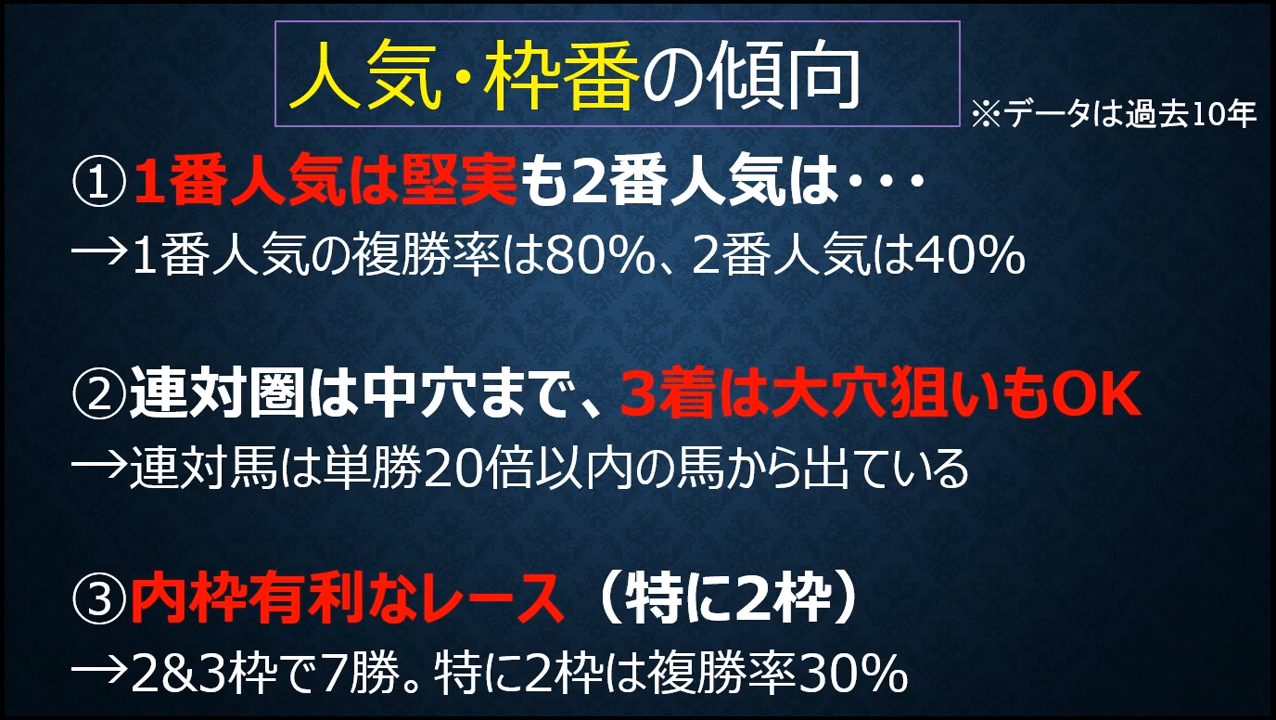 人気・枠番の傾向
※データは過去10年
①1番人気は堅実も2番人気は・・・
→1番人気の複勝率は80%、2番人気は40%
②連対圏は中穴まで、3着は大穴狙いもOK
→連対馬は単勝20倍以内の馬から出ている
③内枠有利なレース（特に2枠）
→2&3枠で7勝。特に2枠は複勝率30%